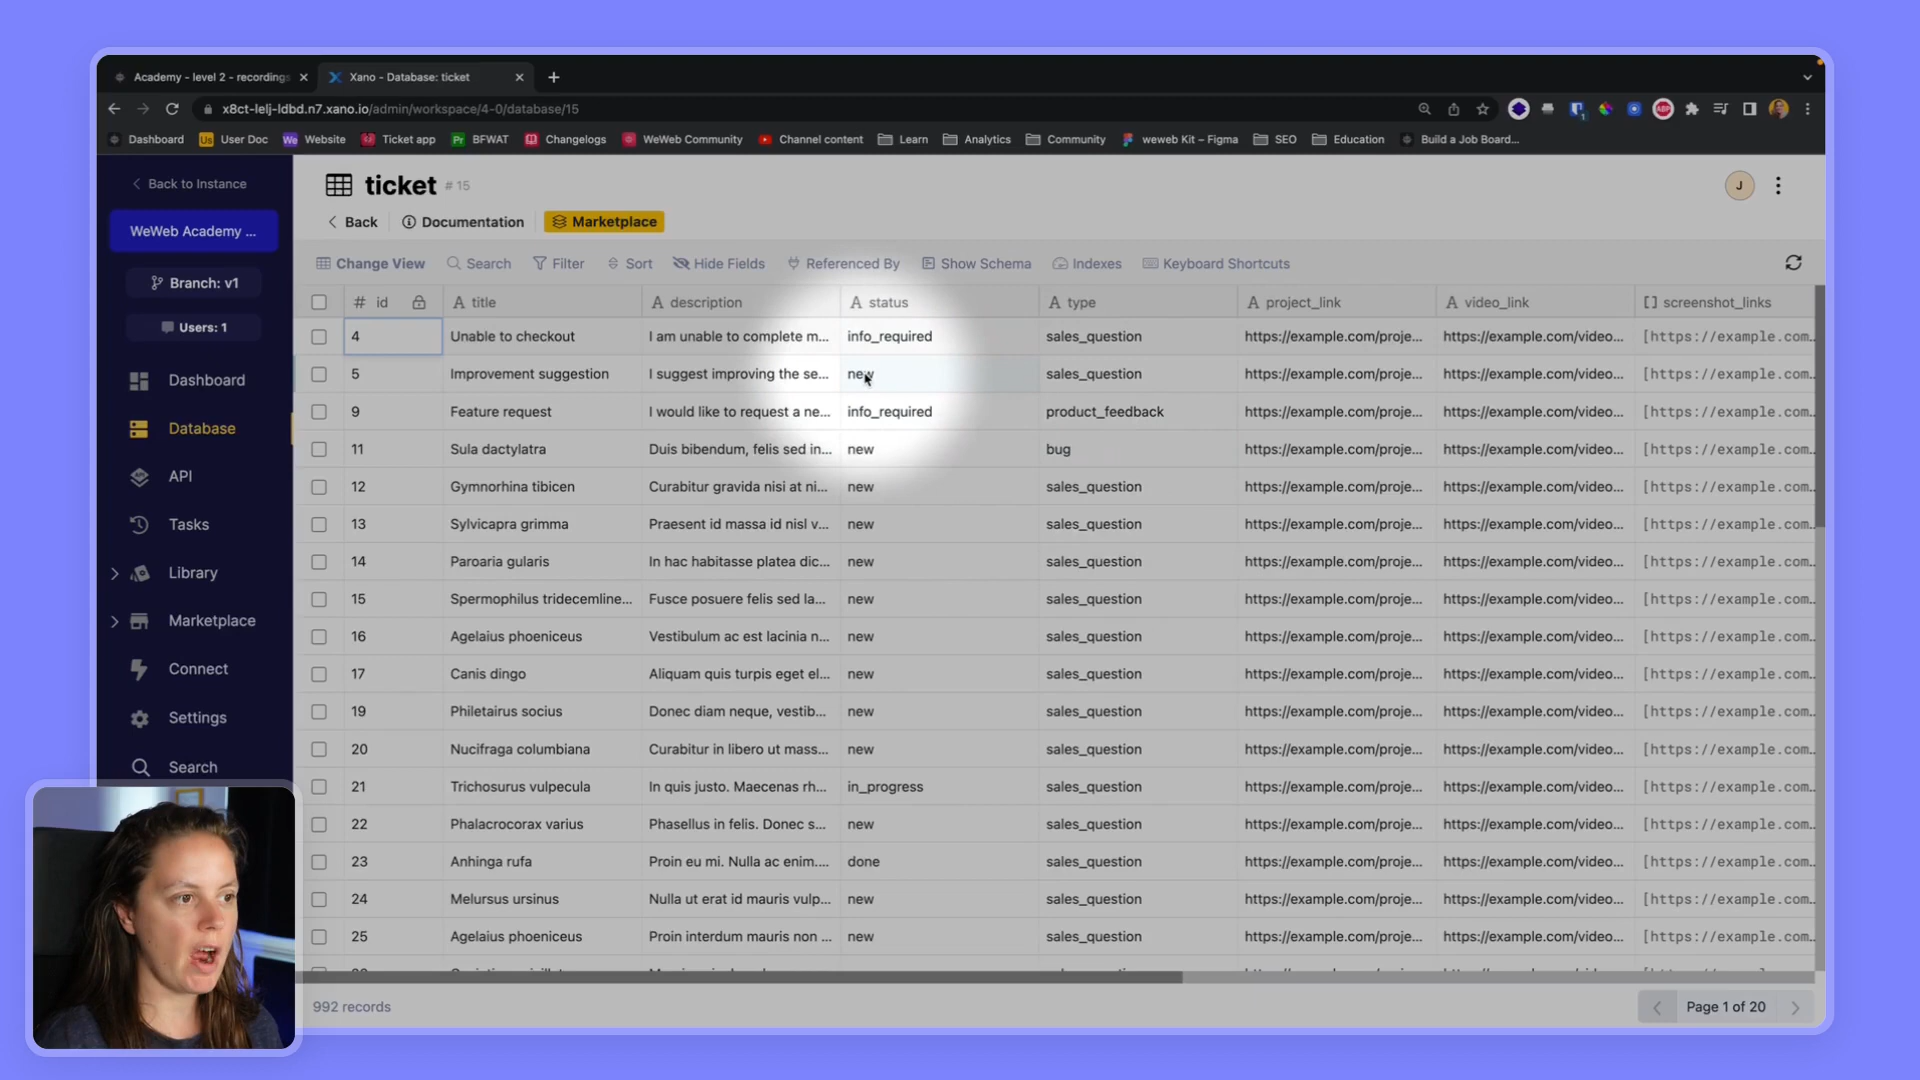 Academy - level 2 - recordings
Xano - Database: ticket
x8ct-lelj-ldbd.n7.xano.io/admin/workspace/4-0/database/15
Dashboard
User Doc
Website
Ticket app
BFWAT
Changelogs
WeWeb Community
Channel content
Learn
Analytics
Community
weweb Kit – Figma
SEO
Education
Build a Job Board...
Back to Instance
WeWeb Academy ...
Branch: v1
Users: 1
Dashboard
Database
API
Tasks
Library
Marketplace
Connect
Settings
Search
ticket # 15
J
Back
Documentation
Marketplace
Change View
Search
Filter
Sort
Hide Fields
Referenced By
Show Schema
Indexes
Keyboard Shortcuts
# id A title A description A status A type A project_link A video_link [] screenshot_links
4 Unable to checkout I am unable to complete m... info_required sales_question https://example.com/proje... https://example.com/video... [https://example.com...
5 Improvement suggestion I suggest improving the se... new sales_question https://example.com/proje... https://example.com/video... [https://example.com...
9 Feature request I would like to request a ne... info_required product_feedback https://example.com/proje... https://example.com/video... [https://example.com...
11 Sula dactylatra Duis bibendum, felis sed in... new bug https://example.com/proje... https://example.com/video... [https://example.com...
12 Gymnorhina tibicen Curabitur gravida nisi at ni... new sales_question https://example.com/proje... https://example.com/video... [https://example.com...
13 Sylvicapra grimma Praesent id massa id nisl v... new sales_question https://example.com/proje... https://example.com/video... [https://example.com...
14 Paroaria gularis In hac habitasse platea dic... new sales_question https://example.com/proje... https://example.com/video... [https://example.com...
15 Spermophilus tridecemline... Fusce posuere felis sed la... new sales_question https://example.com/proje... https://example.com/video... [https://example.com...
16 Agelaius phoeniceus Vestibulum ac est lacinia n... new sales_question https://example.com/proje... https://example.com/video... [https://example.com...
17 Canis dingo Aliquam quis turpis eget el... new sales_question https://example.com/proje... https://example.com/video... [https://example.com...
19 Philetairus socius Donec diam neque, vestib... new sales_question https://example.com/proje... https://example.com/video... [https://example.com...
20 Nucifraga columbiana Curabitur in libero ut mass... new sales_question https://example.com/proje... https://example.com/video... [https://example.com...
21 Trichosurus vulpecula In quis justo. Maecenas rh... in_progress sales_question https://example.com/proje... https://example.com/video... [https://example.com...
22 Phalacrocorax varius Phasellus in felis. Donec s... new sales_question https://example.com/proje... https://example.com/video... [https://example.com...
23 Anhinga rufa Proin eu mi. Nulla ac enim.... done sales_question https://example.com/proje... https://example.com/video... [https://example.com...
24 Melursus ursinus Nulla ut erat id mauris vulp... new sales_question https://example.com/proje... https://example.com/video... [https://example.com...
25 Agelaius phoeniceus Proin interdum mauris non ... new sales_question https://example.com/proje... https://example.com/video... [https://example.com...
992 records
Page 1 of 20